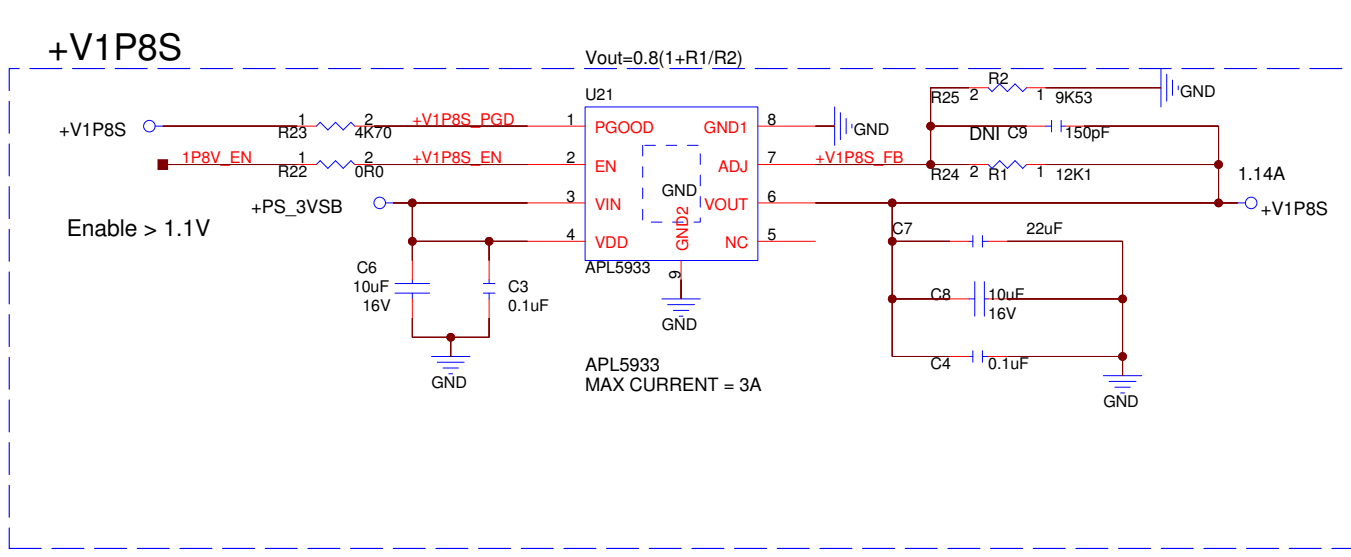 +V1P8S
Vout=0.8(1+R1/R2)
U21
R2
R25 2 1 9K53
GND
+V1P8S
1 2
R23 4K70
+V1P8S_PGD
1 PGOOD GND1 8
GND
DNI C9 150pF
1P8V_EN
1 2
R22 0R0
+V1P8S_EN
2 EN ADJ 7
+V1P8S_FB
R24 2 R1 1 12K1
1.14A
+PS_3VSB
3 VIN GND VOUT 6
+V1P8S
Enable > 1.1V
4 VDD GND2 NC 5
C7 22uF
APL5933
9
GND
C6
10uF
16V
C3
0.1uF
GND
C8 10uF
16V
C4 0.1uF
GND
APL5933
MAX CURRENT = 3A